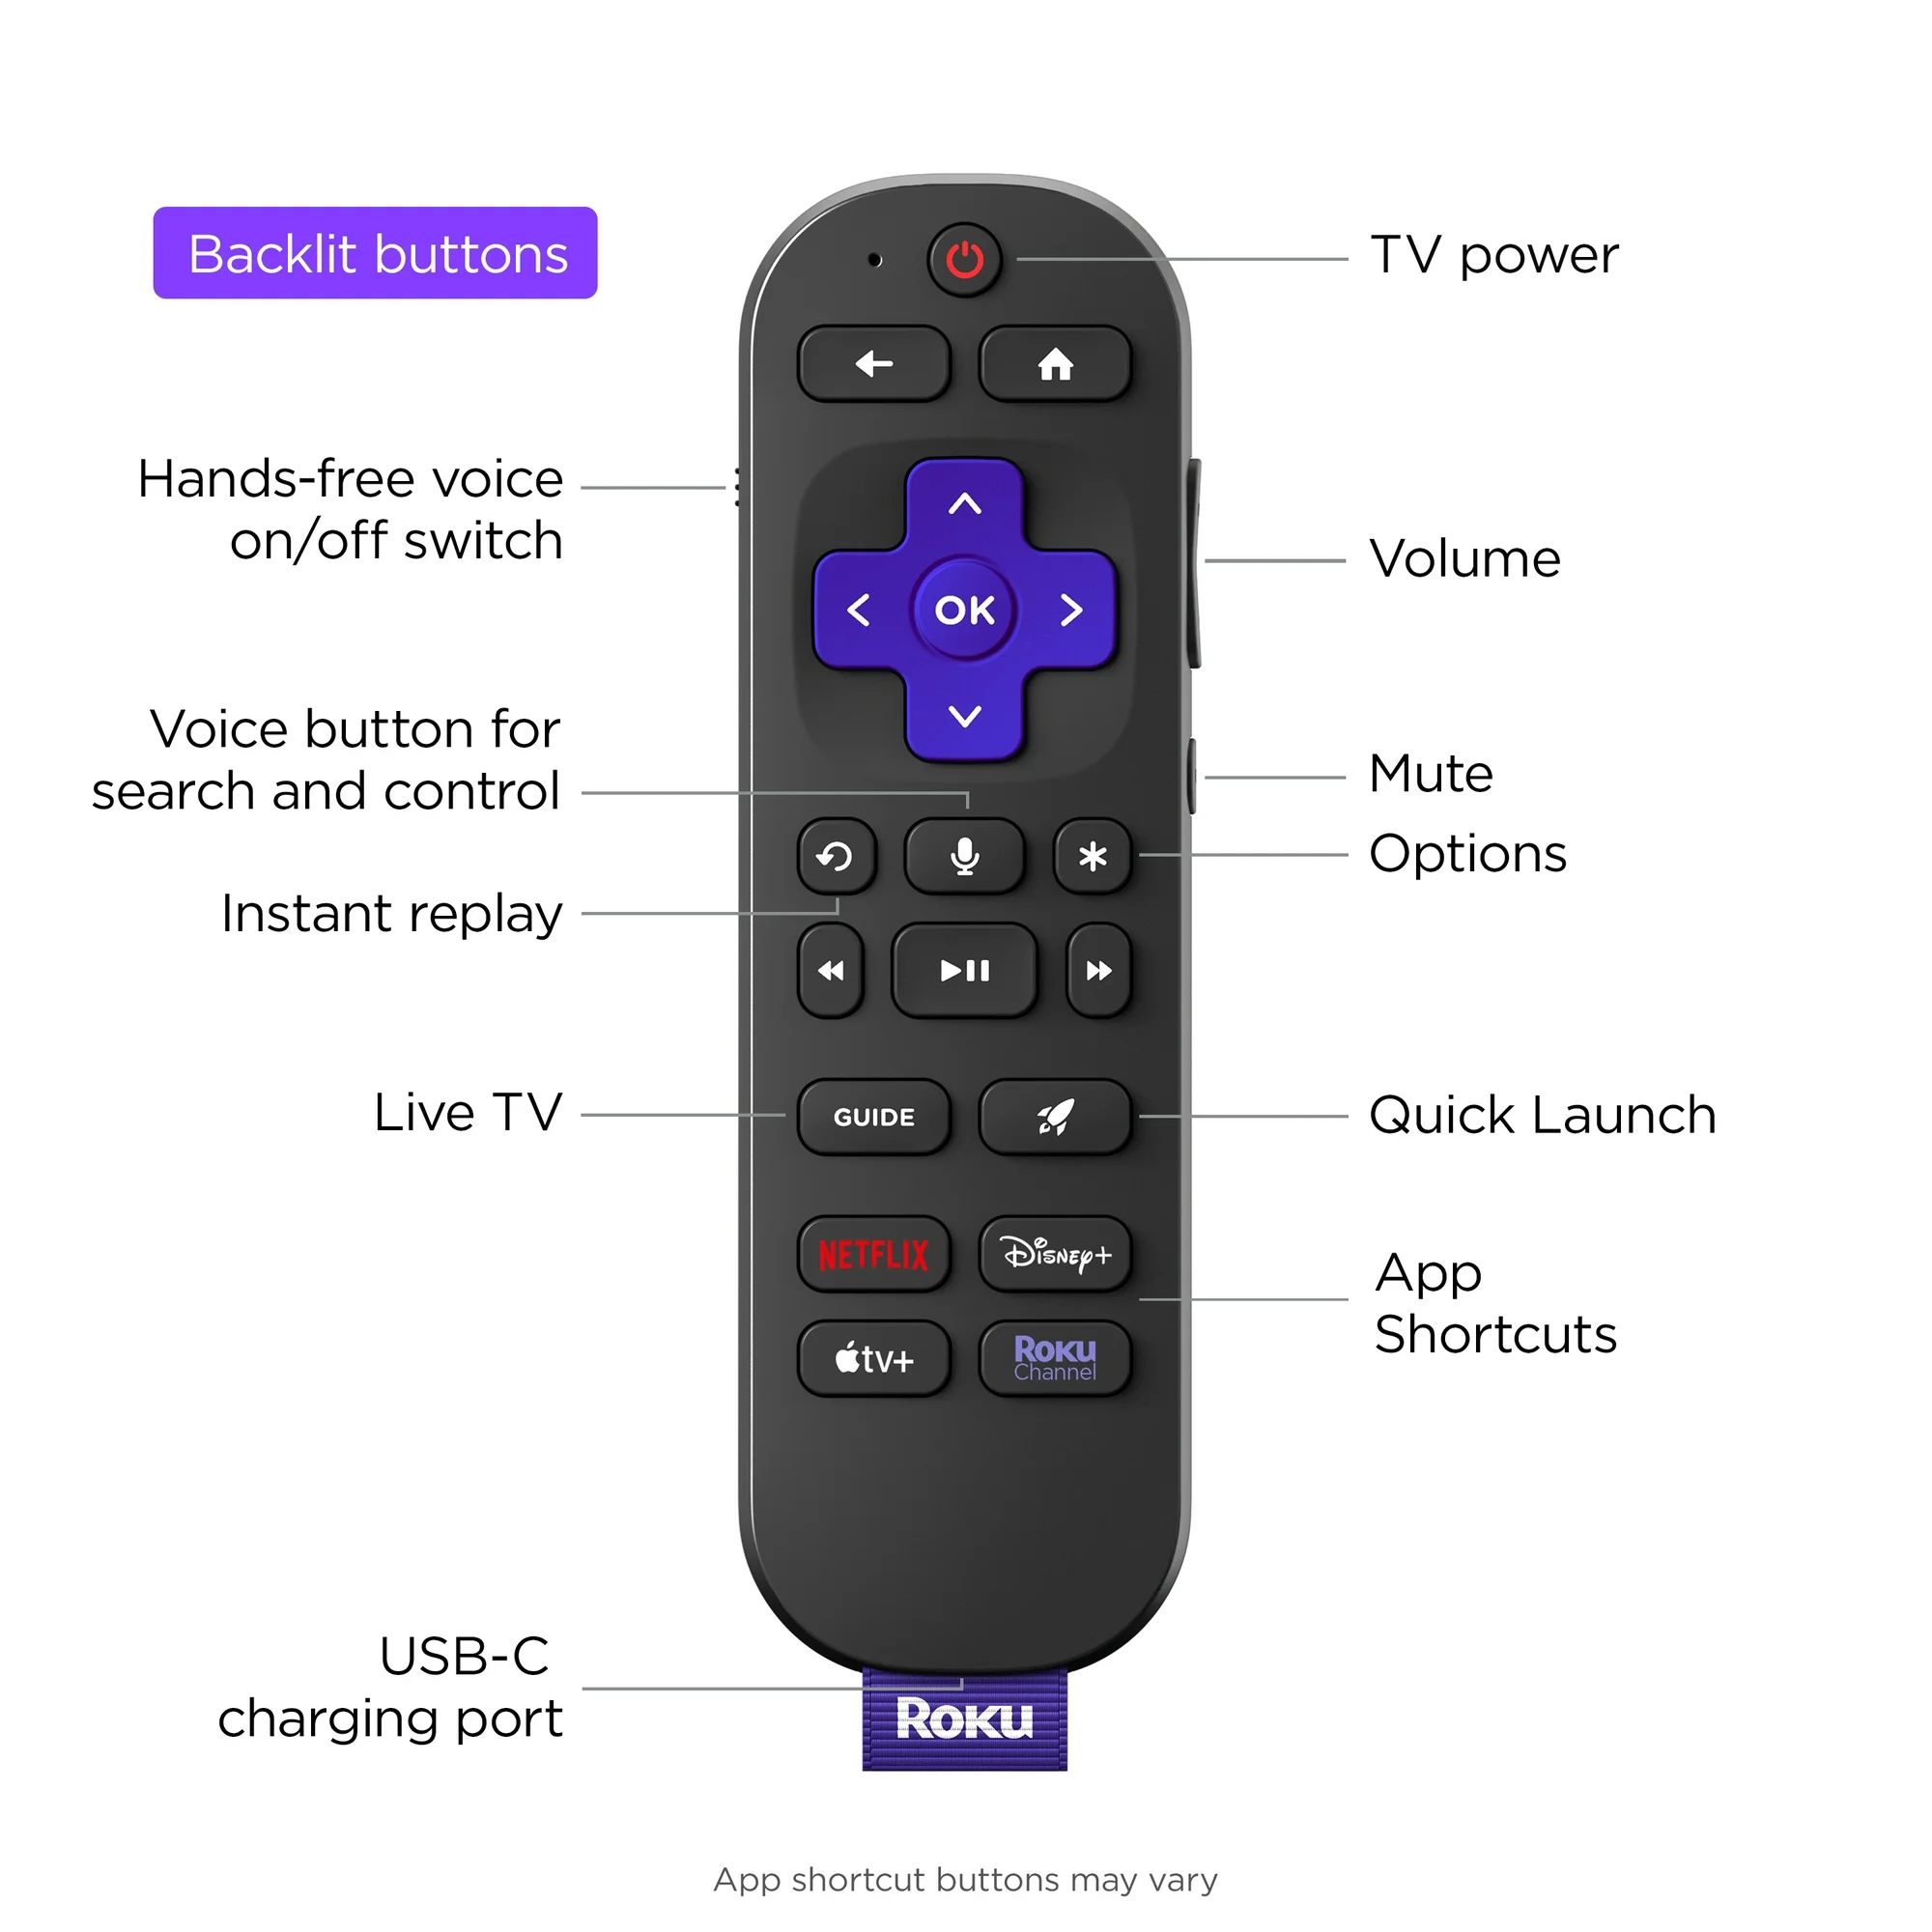 Backlit buttons
TV power
Hands-free voice
on/off switch
OK
Volume
Voice button for
search and control
Mute
Options
Instant replay
Live TV
GUIDE
Quick Launch
NETFLIX
Disney+
App
Shortcuts
tv+
Roku
Channel
USB-C
charging port
Roku
App shortcut buttons may vary